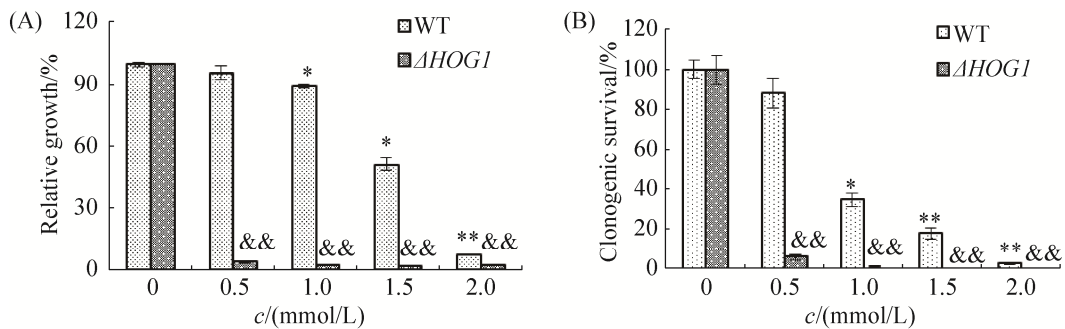 (A)
120
90
60
30
0
Relative growth/%
WT
ΔHOG1
*
*
&&
&&
&&
**&&
0 0.5 1.0 1.5 2.0
c/(mmol/L)
(B)
120
100
80
60
40
20
0
Clonogenic survival/%
WT
ΔHOG1
*
**
&&
&&
&&
** &&
0 0.5 1.0 1.5 2.0
c/(mmol/L)